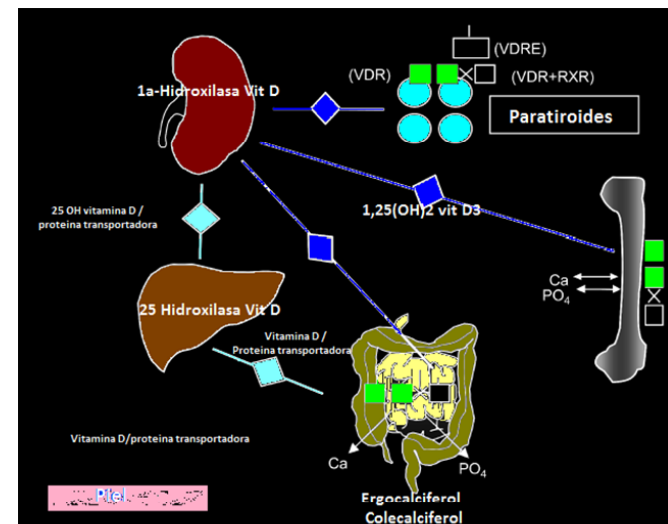 (VDRE)
(VDR)
(VDR+RXR)
1a-Hidroxilasa Vit D
Paratiroides
25 OH vitamina D /
proteina transportadora
1,25(OH)2 vit D3
Ca
PO4
25 Hidroxilasa Vit D
Vitamina D /
Proteina transportadora
Vitamina D/proteina transportadora
Ca
PO4
Ergocalciferol
Colecalciferol